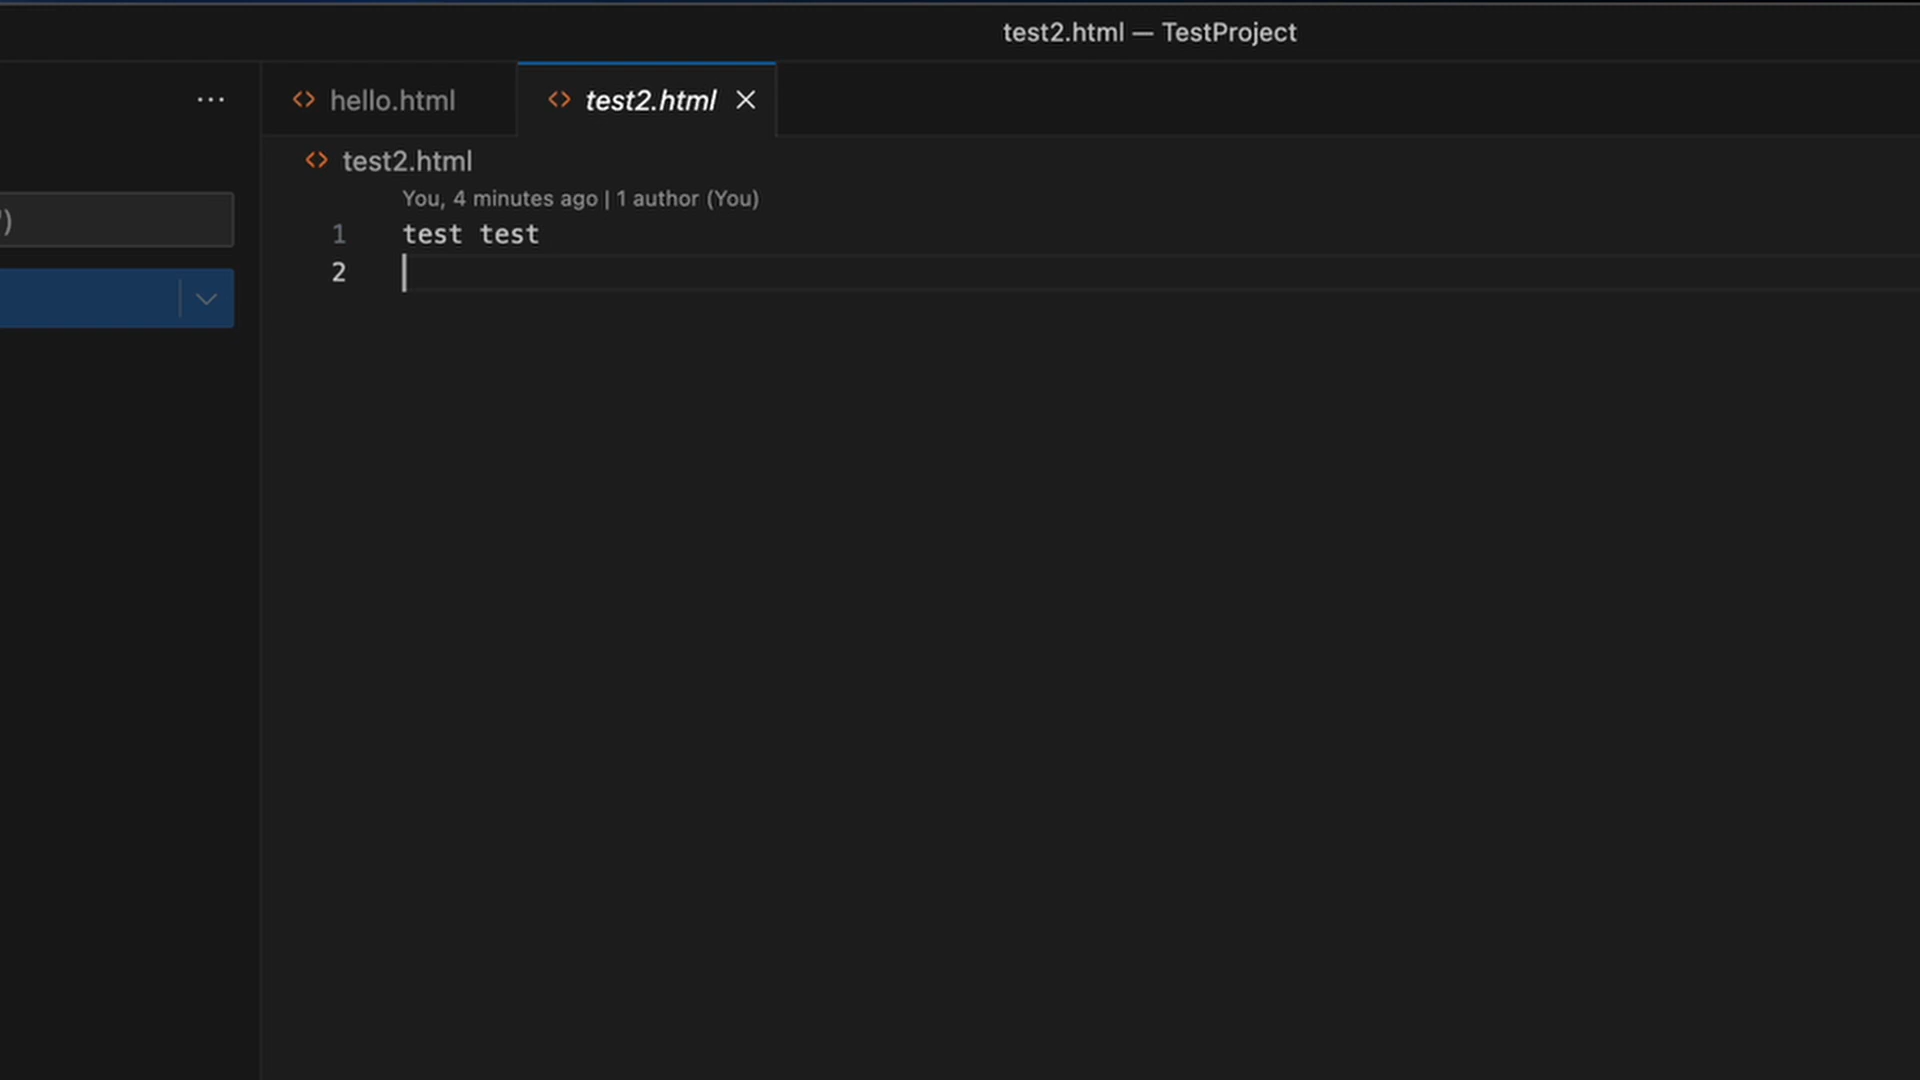 test2.html — TestProject
hello.html
test2.html
test2.html
')
You, 4 minutes ago | 1 author (You)
1 test test
2